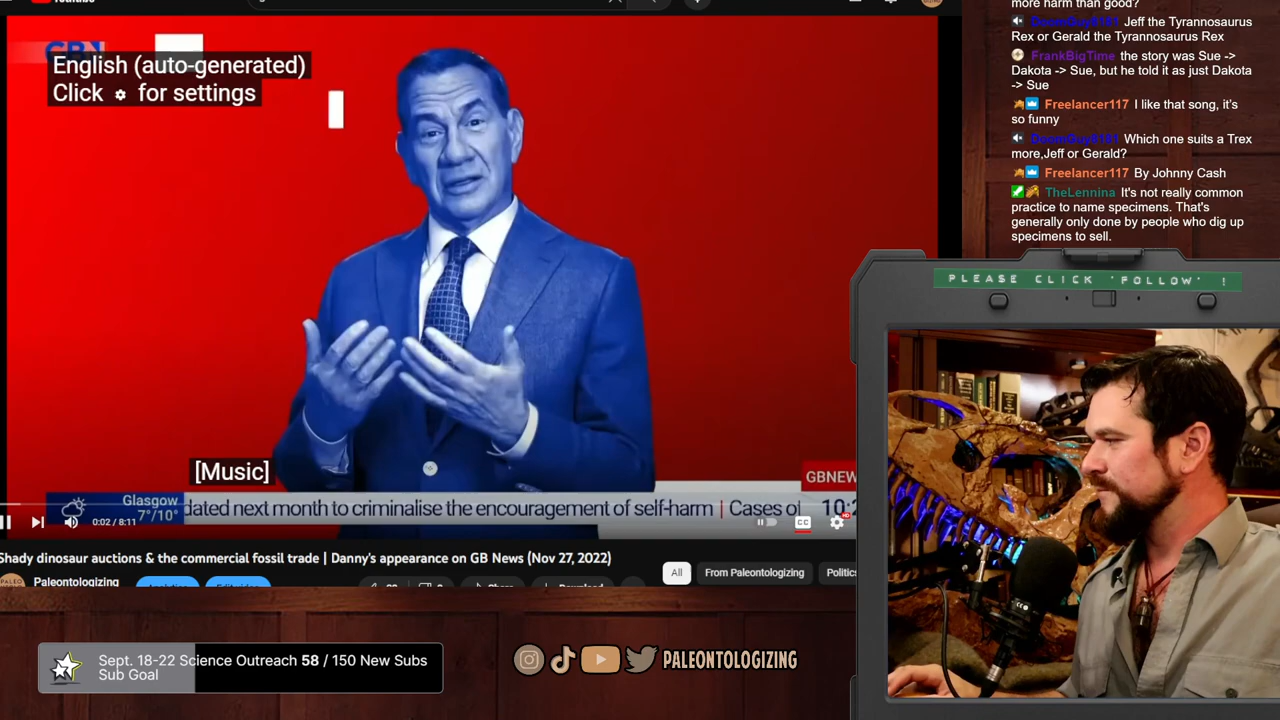 English (auto-generated)
Click for settings
[Music]
GBNEW
Glasgow
7°/10°
dated next month to criminalise the encouragement of self-harm | Cases of
10:2
0:02 / 8:11
CC
HD
Shady dinosaur auctions & the commercial fossil trade | Danny's appearance on GB News (Nov 27, 2022)
Paleontologizing
All
From Paleontologizing
Politic
more harm than good?
DoomGuy6161 Jeff the Tyrannosaurus
Rex or Gerald the Tyrannosaurus Rex
FrankBigTime the story was Sue ->
Dakota -> Sue, but he told it as just Dakota
-> Sue
Freelancer117 I like that song, it's
so funny
Which one suits a Trex
more,Jeff or Gerald?
Freelancer117 By Johnny Cash
TheLennina It's not really common
practice to name specimens. That's
generally only done by people who dig up
specimens to sell.
PLEASE CLICK 'FOLLOW' !
Sept. 18-22 Science Outreach 58 / 150 New Subs
Sub Goal
PALEONTOLOGIZING